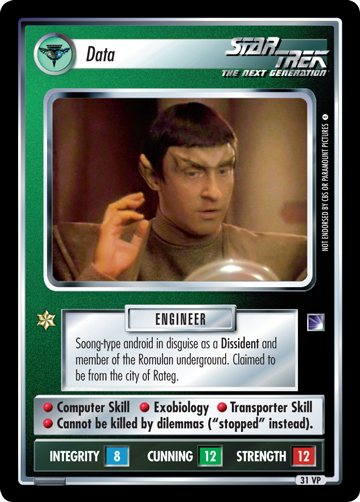 Data
STAR TREK
THE NEXT GENERATION
NOT ENDORSED BY CBS OR PARAMOUNT PICTURES
ENGINEER
Soong-type android in disguise as a Dissident and
member of the Romulan underground. Claimed to
be from the city of Rateg.
• Computer Skill • Exobiology • Transporter Skill
• Cannot be killed by dilemmas ("stopped" instead).
INTEGRITY 8 CUNNING 12 STRENGTH 12
31 VP